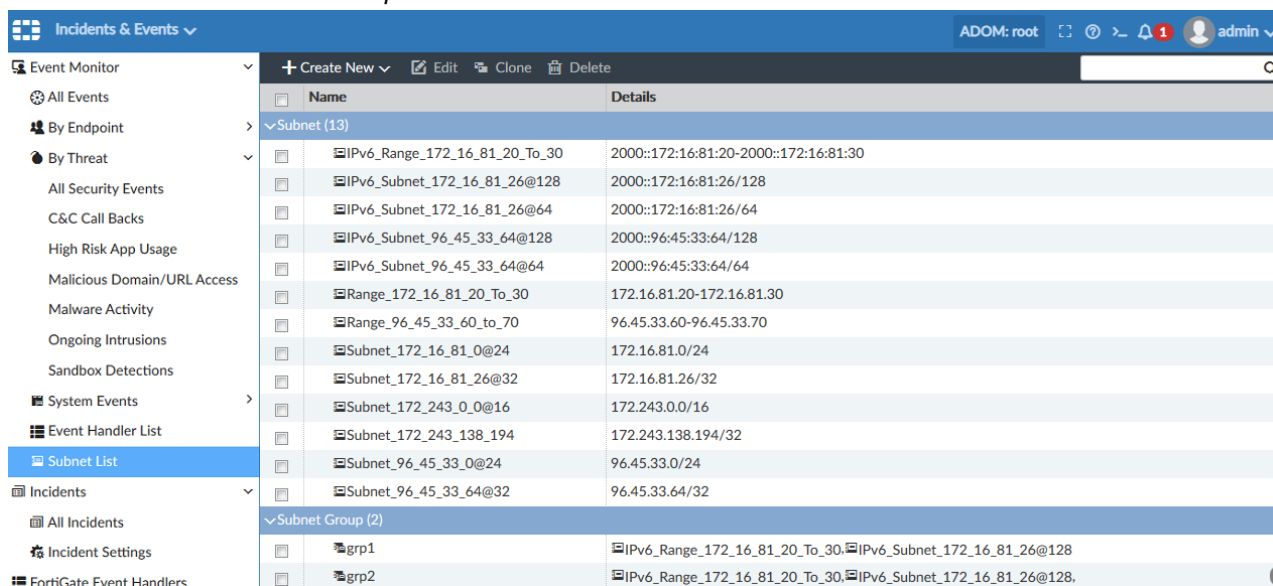 Incidents & Events
ADOM: root
1
admin
Event Monitor
All Events
By Endpoint
By Threat
All Security Events
C&C Call Backs
High Risk App Usage
Malicious Domain/URL Access
Malware Activity
Ongoing Intrusions
Sandbox Detections
System Events
Event Handler List
Subnet List
Incidents
All Incidents
Incident Settings
FortiGate Event Handlers
Create New Edit Clone Delete
Name Details
Subnet (13)
IPv6_Range_172_16_81_20_To_30 2000::172:16:81:20-2000::172:16:81:30
IPv6_Subnet_172_16_81_26@128 2000::172:16:81:26/128
IPv6_Subnet_172_16_81_26@64 2000::172:16:81:26/64
IPv6_Subnet_96_45_33_64@128 2000::96:45:33:64/128
IPv6_Subnet_96_45_33_64@64 2000::96:45:33:64/64
Range_172_16_81_20_To_30 172.16.81.20-172.16.81.30
Range_96_45_33_60_to_70 96.45.33.60-96.45.33.70
Subnet_172_16_81_0@24 172.16.81.0/24
Subnet_172_16_81_26@32 172.16.81.26/32
Subnet_172_243_0_0@16 172.243.0.0/16
Subnet_172_243_138_194 172.243.138.194/32
Subnet_96_45_33_0@24 96.45.33.0/24
Subnet_96_45_33_64@32 96.45.33.64/32
Subnet Group (2)
grp1 IPv6_Range_172_16_81_20_To_30, IPv6_Subnet_172_16_81_26@128
grp2 IPv6_Range_172_16_81_20_To_30, IPv6_Subnet_172_16_81_26@128,